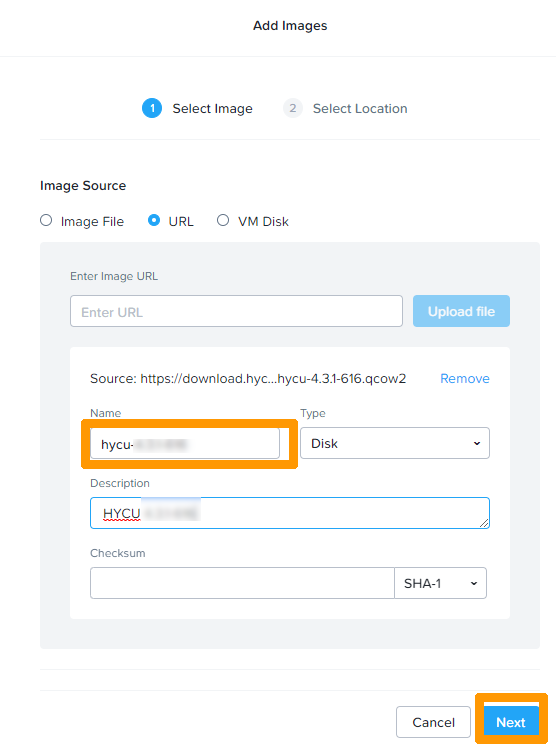 Add Images
1 Select Image 2 Select Location
Image Source
Image File URL VM Disk
Enter Image URL
Enter URL Upload file
Source: https://download.hyc...hycu-4.3.1-616.qcow2 Remove
Name Type
hycu- Disk
Description
HYCU
Checksum
SHA-1
Cancel Next